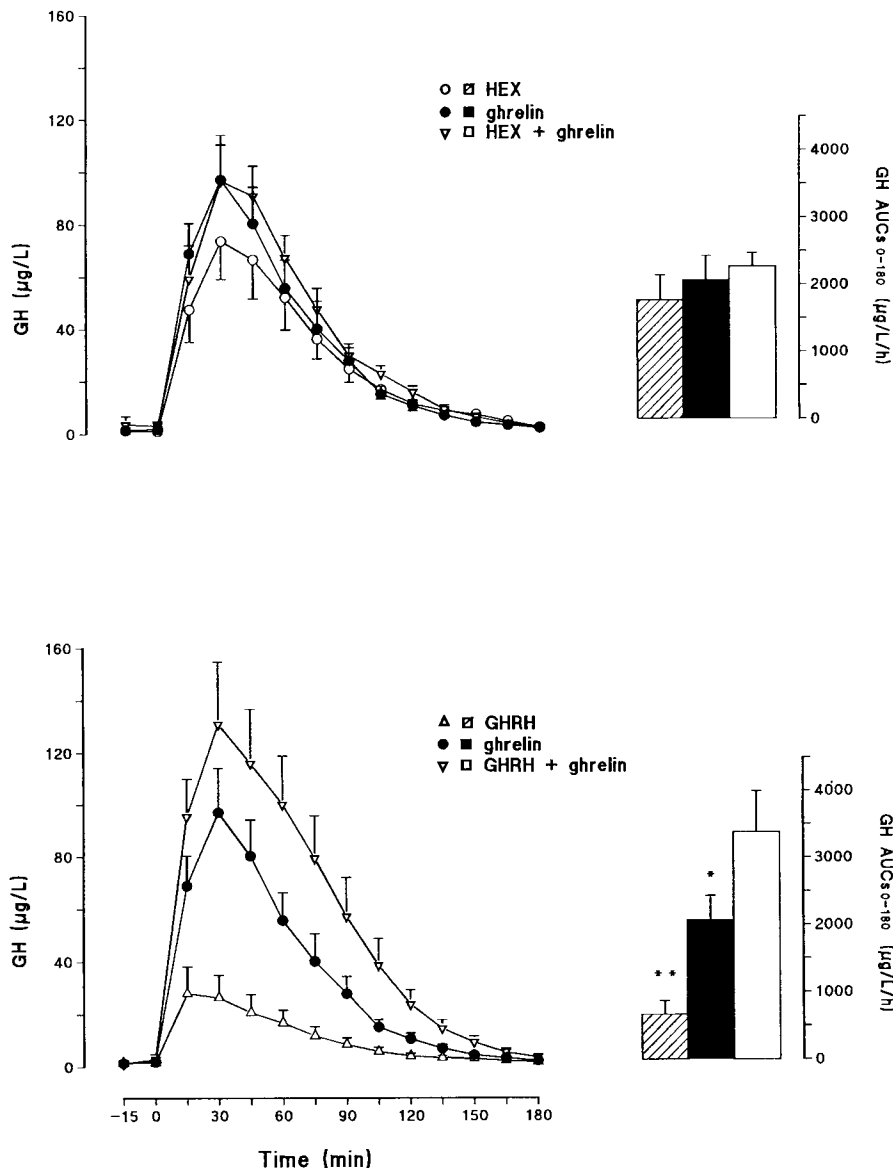 160
120
80
40
0
GH (µg/L)
HEX
ghrelin
HEX + ghrelin
4000
3000
2000
1000
0
GH AUCs 0-180 (µg/L/h)
160
120
80
40
0
GH (µg/L)
GHRH
ghrelin
GHRH + ghrelin
*
**
4000
3000
2000
1000
0
GH AUCs 0-180 (µg/L/h)
-15 0 30 60 90 120 150 180
Time (min)